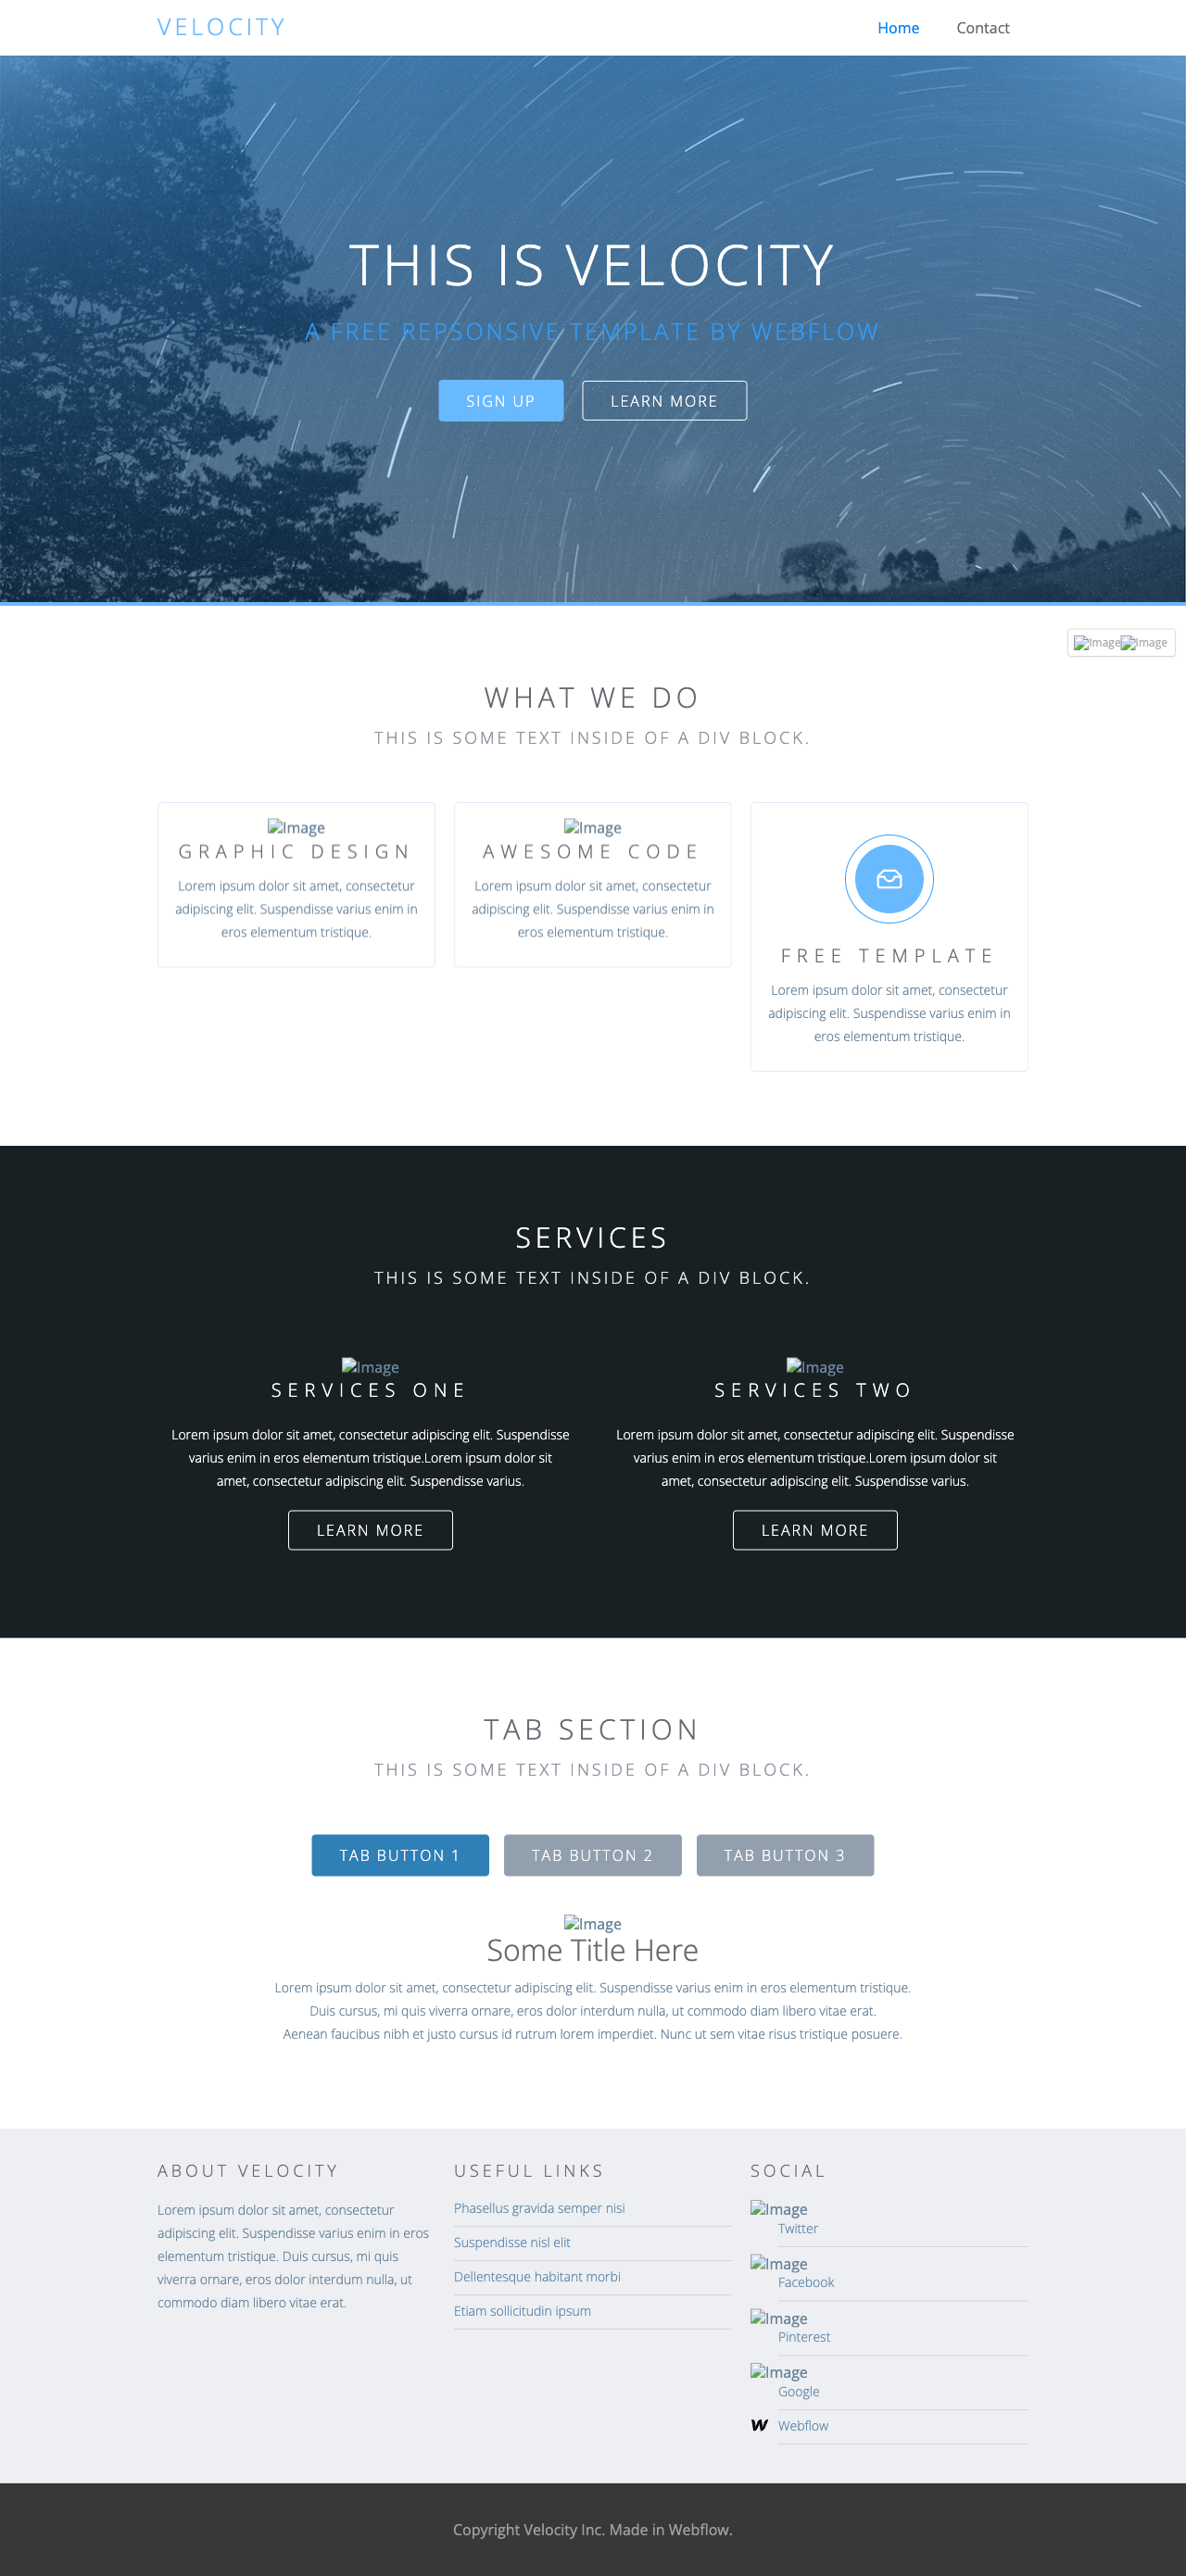 VELOCITY
Home
Contact
THIS IS VELOCITY
A FREE REPSONSIVE TEMPLATE BY WEBFLOW
SIGN UP
LEARN MORE
Image
Image
WHAT WE DO
THIS IS SOME TEXT INSIDE OF A DIV BLOCK.
Image
GRAPHIC DESIGN
Lorem ipsum dolor sit amet, consectetur
adipiscing elit. Suspendisse varius enim in
eros elementum tristique.
Image
AWESOME CODE
Lorem ipsum dolor sit amet, consectetur
adipiscing elit. Suspendisse varius enim in
eros elementum tristique.
FREE TEMPLATE
Lorem ipsum dolor sit amet, consectetur
adipiscing elit. Suspendisse varius enim in
eros elementum tristique.
SERVICES
THIS IS SOME TEXT INSIDE OF A DIV BLOCK.
Image
SERVICES ONE
Lorem ipsum dolor sit amet, consectetur adipiscing elit. Suspendisse
varius enim in eros elementum tristique.Lorem ipsum dolor sit
amet, consectetur adipiscing elit. Suspendisse varius.
LEARN MORE
Image
SERVICES TWO
Lorem ipsum dolor sit amet, consectetur adipiscing elit. Suspendisse
varius enim in eros elementum tristique.Lorem ipsum dolor sit
amet, consectetur adipiscing elit. Suspendisse varius.
LEARN MORE
TAB SECTION
THIS IS SOME TEXT INSIDE OF A DIV BLOCK.
TAB BUTTON 1
TAB BUTTON 2
TAB BUTTON 3
Image
Some Title Here
Lorem ipsum dolor sit amet, consectetur adipiscing elit. Suspendisse varius enim in eros elementum tristique.
Duis cursus, mi quis viverra ornare, eros dolor interdum nulla, ut commodo diam libero vitae erat.
Aenean faucibus nibh et justo cursus id rutrum lorem imperdiet. Nunc ut sem vitae risus tristique posuere.
ABOUT VELOCITY
Lorem ipsum dolor sit amet, consectetur
adipiscing elit. Suspendisse varius enim in eros
elementum tristique. Duis cursus, mi quis
viverra ornare, eros dolor interdum nulla, ut
commodo diam libero vitae erat.
USEFUL LINKS
Phasellus gravida semper nisi
Suspendisse nisl elit
Dellentesque habitant morbi
Etiam sollicitudin ipsum
SOCIAL
Image
Twitter
Image
Facebook
Image
Pinterest
Image
Google
Webflow
Copyright Velocity Inc. Made in Webflow.